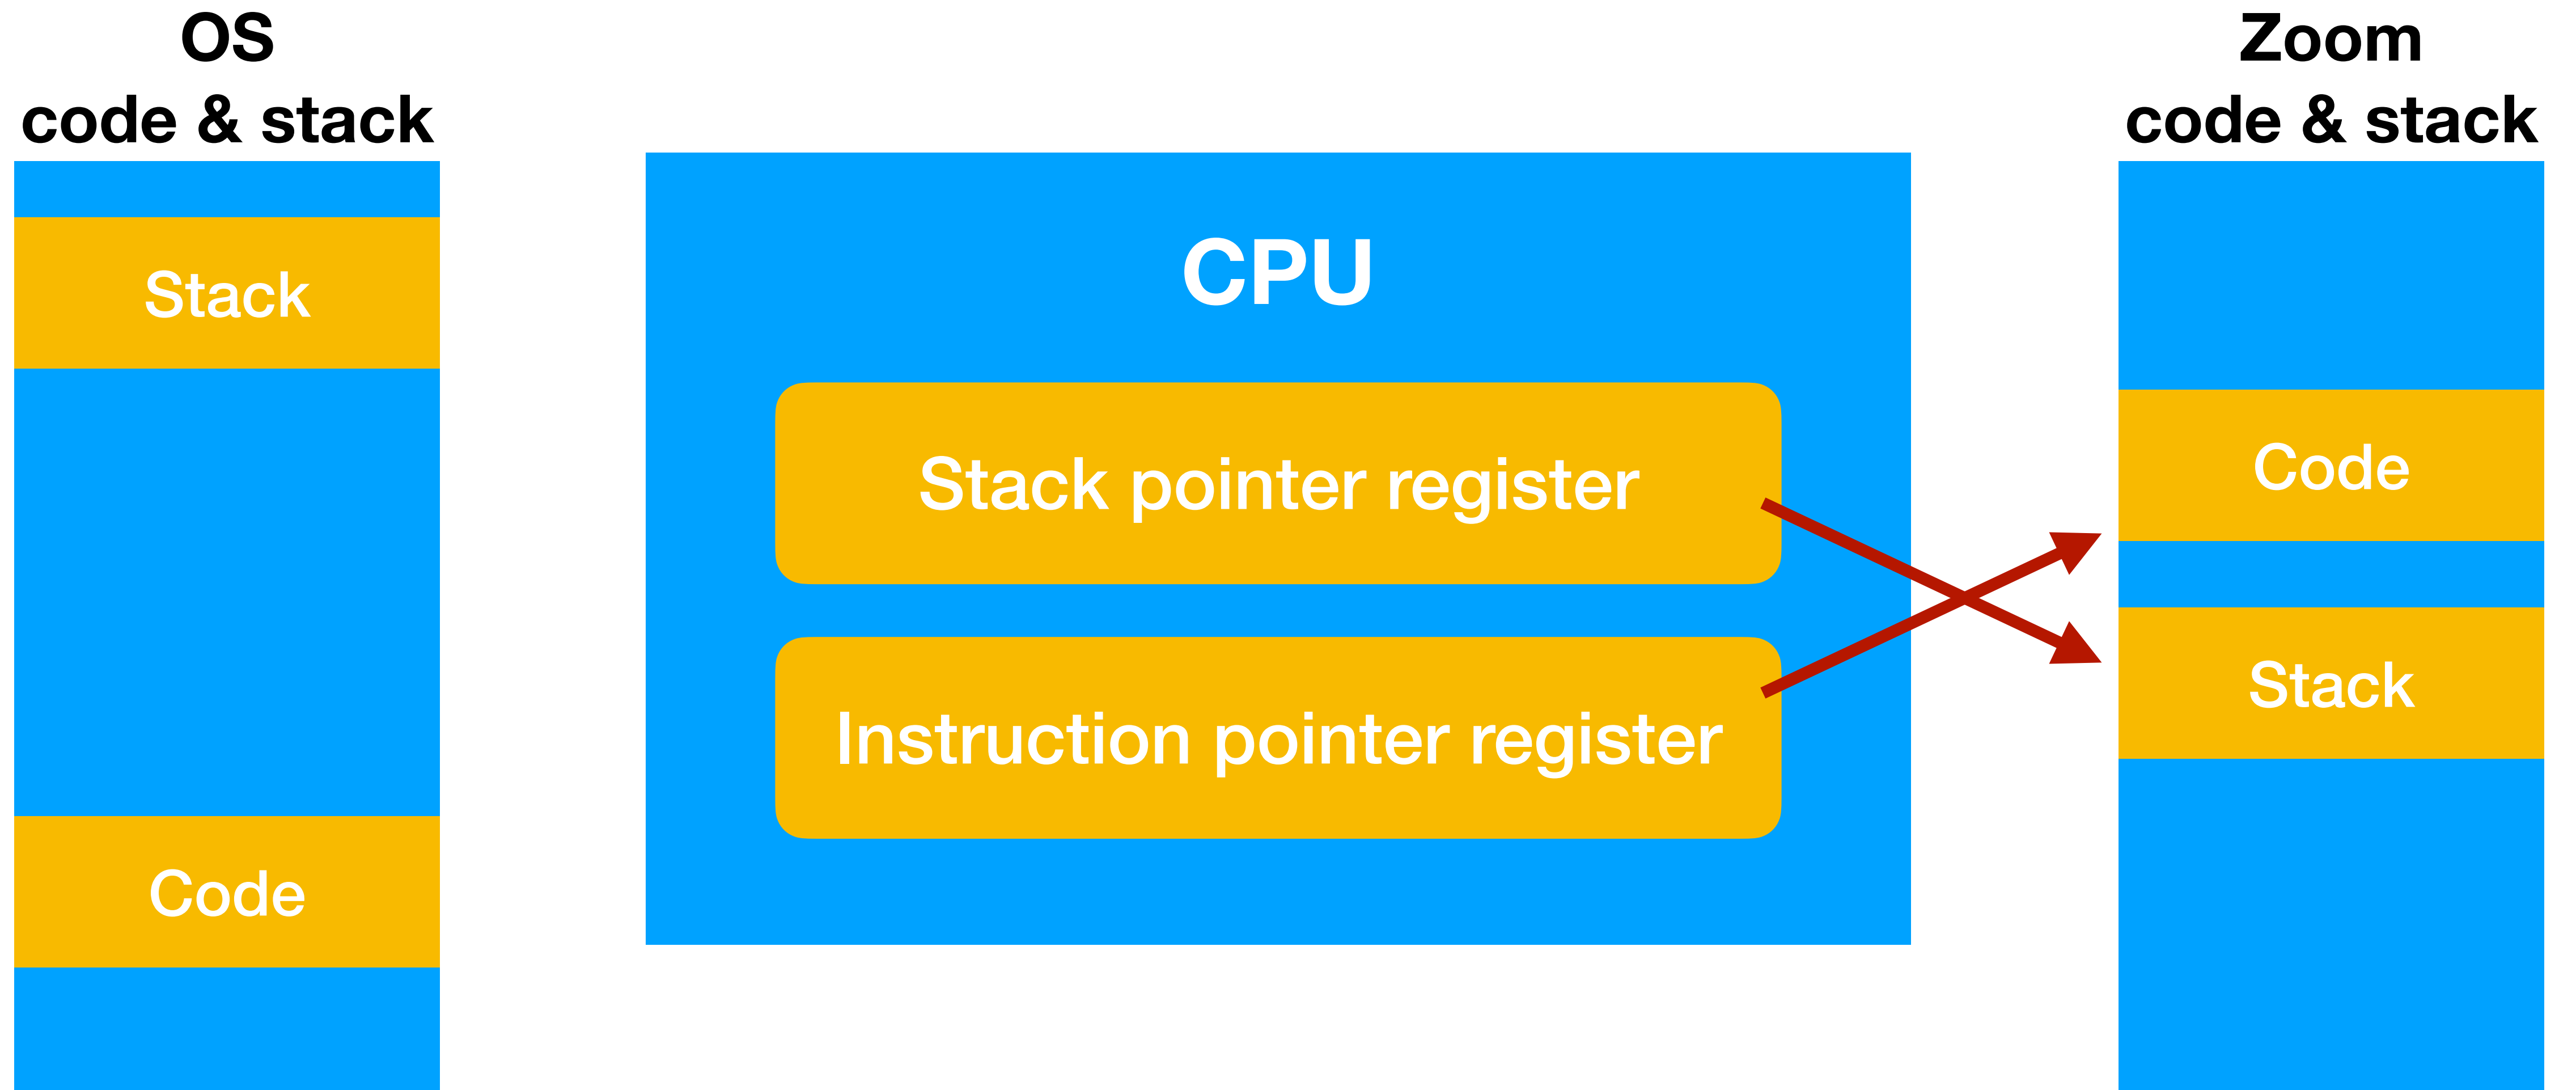 OS
code & stack
Stack
Code
CPU
Stack pointer register
Instruction pointer register
Zoom
code & stack
Code
Stack